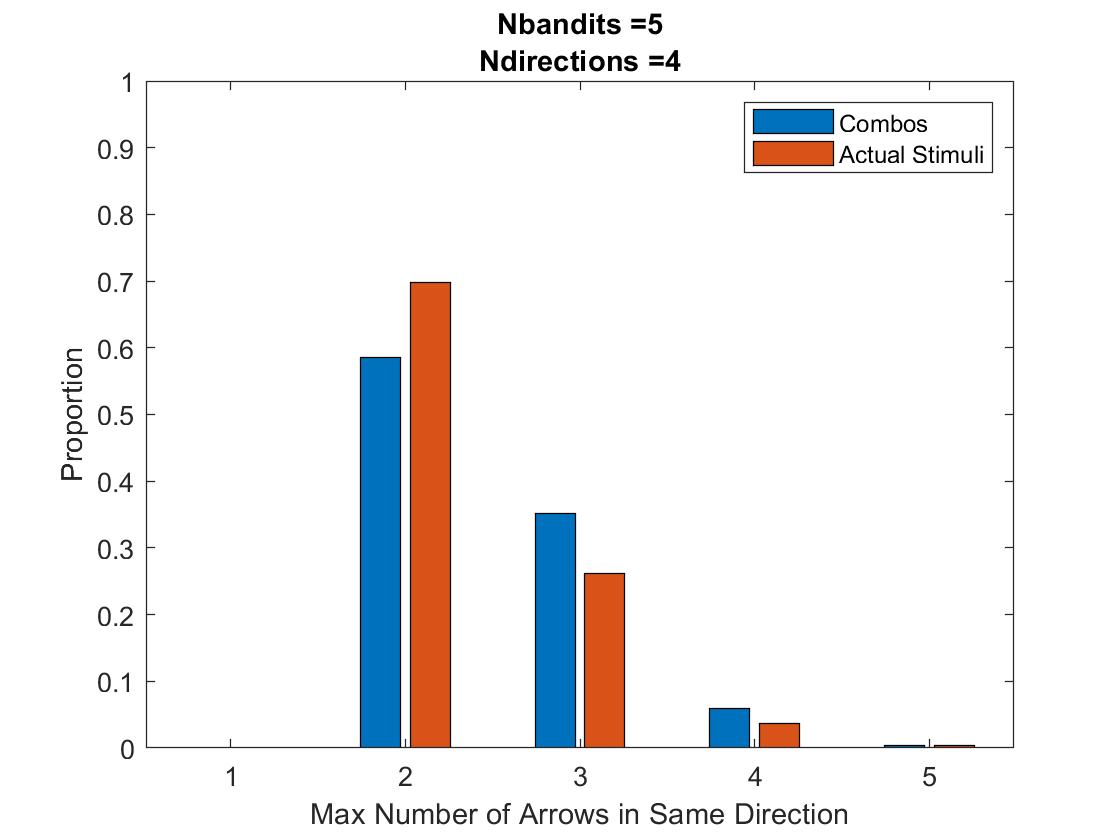 Nbandits =5
Ndirections =4
1
0.9
0.8
0.7
0.6
0.5
0.4
0.3
0.2
0.1
0
Proportion
Combos
Actual Stimuli
1 2 3 4 5
Max Number of Arrows in Same Direction